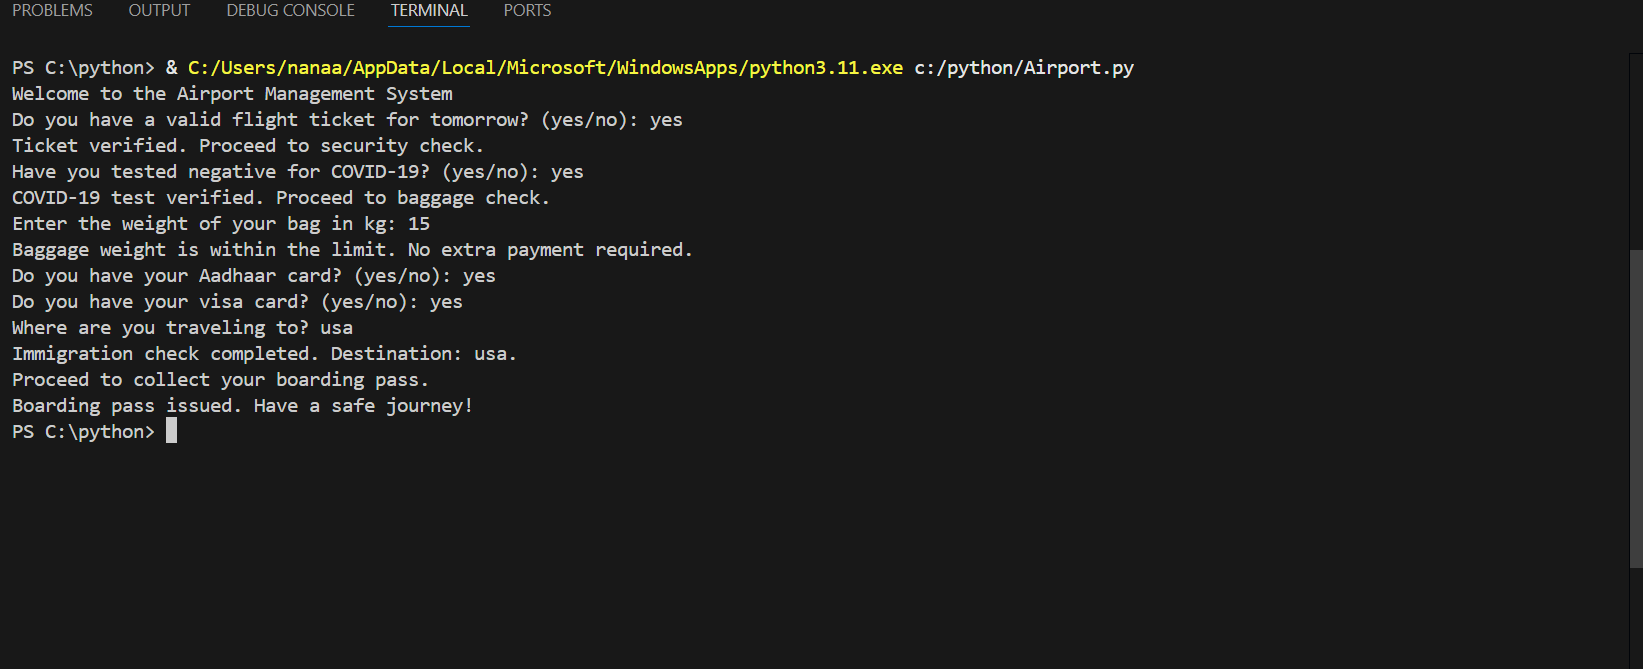 PROBLEMS OUTPUT DEBUG CONSOLE TERMINAL PORTS
PS C:\python> & C:/Users/nanaa/AppData/Local/Microsoft/WindowsApps/python3.11.exe c:/python/Airport.py
Welcome to the Airport Management System
Do you have a valid flight ticket for tomorrow? (yes/no): yes
Ticket verified. Proceed to security check.
Have you tested negative for COVID-19? (yes/no): yes
COVID-19 test verified. Proceed to baggage check.
Enter the weight of your bag in kg: 15
Baggage weight is within the limit. No extra payment required.
Do you have your Aadhaar card? (yes/no): yes
Do you have your visa card? (yes/no): yes
Where are you traveling to? usa
Immigration check completed. Destination: usa.
Proceed to collect your boarding pass.
Boarding pass issued. Have a safe journey!
PS C:\python>